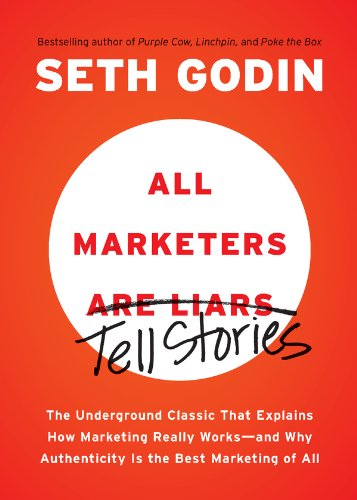 Bestselling author of Purple Cow, Linchpin, and Poke the Box
SETH GODIN
ALL
MARKETERS
ARE LIARS
Tell Stories
The Underground Classic That Explains
How Marketing Really Works—and Why
Authenticity Is the Best Marketing of All